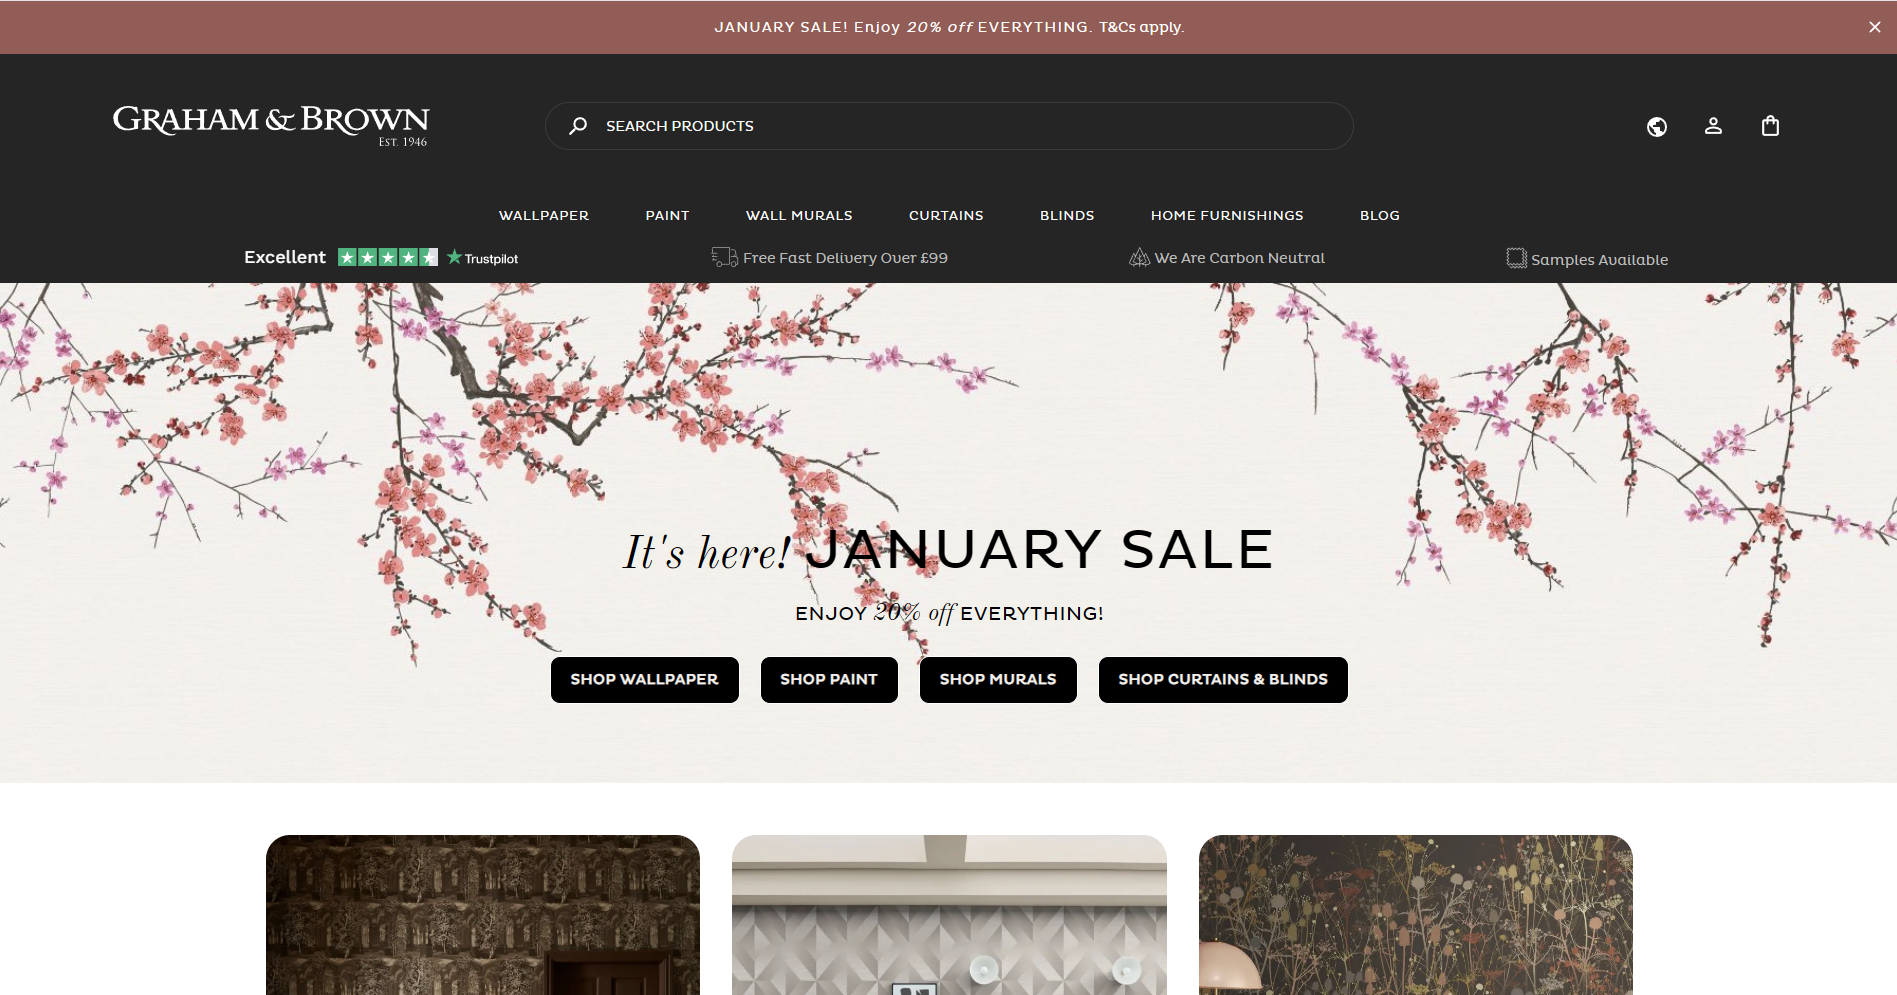 JANUARY SALE! Enjoy 20% off EVERYTHING. T&Cs apply.
GRAHAM & BROWN
EST. 1946
SEARCH PRODUCTS
WALLPAPER PAINT WALL MURALS CURTAINS BLINDS HOME FURNISHINGS BLOG
Excellent Trustpilot Free Fast Delivery Over £99 We Are Carbon Neutral Samples Available
It's here! JANUARY SALE
ENJOY 20% off EVERYTHING!
SHOP WALLPAPER SHOP PAINT SHOP MURALS SHOP CURTAINS & BLINDS